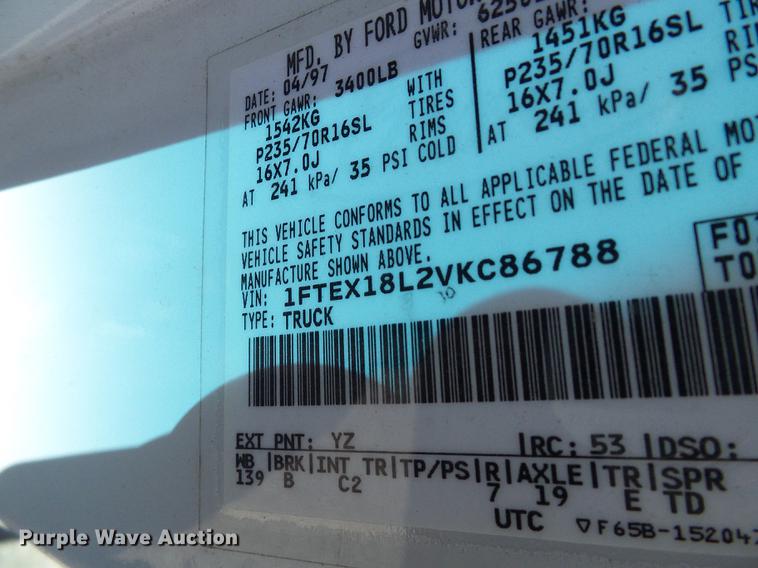 MFD. BY FORD MOTOR
DATE: 04/97 GVWR:
FRONT GAWR: 3400LB REAR GAWR:
1542KG WITH 1451KG
P235/70R16SL TIRES P235/70R16SL TIRES
16X7.0J RIMS 16X7.0J
AT 241 kPa/ 35 PSI COLD AT 241 kPa/ 35
THIS VEHICLE CONFORMS TO ALL APPLICABLE FEDERAL
VEHICLE SAFETY STANDARDS IN EFFECT ON THE DATE OF
MANUFACTURE SHOWN ABOVE.
VIN: 1FTEX18L2VKC86788
TYPE: TRUCK
EXT PNT: YZ RC: 53 DSO:
WB BRK INT TR TP/PS R AXLE TR SPR
139 B C2 7 19 E TD
UTC F65B-15204
Purple Wave Auction®